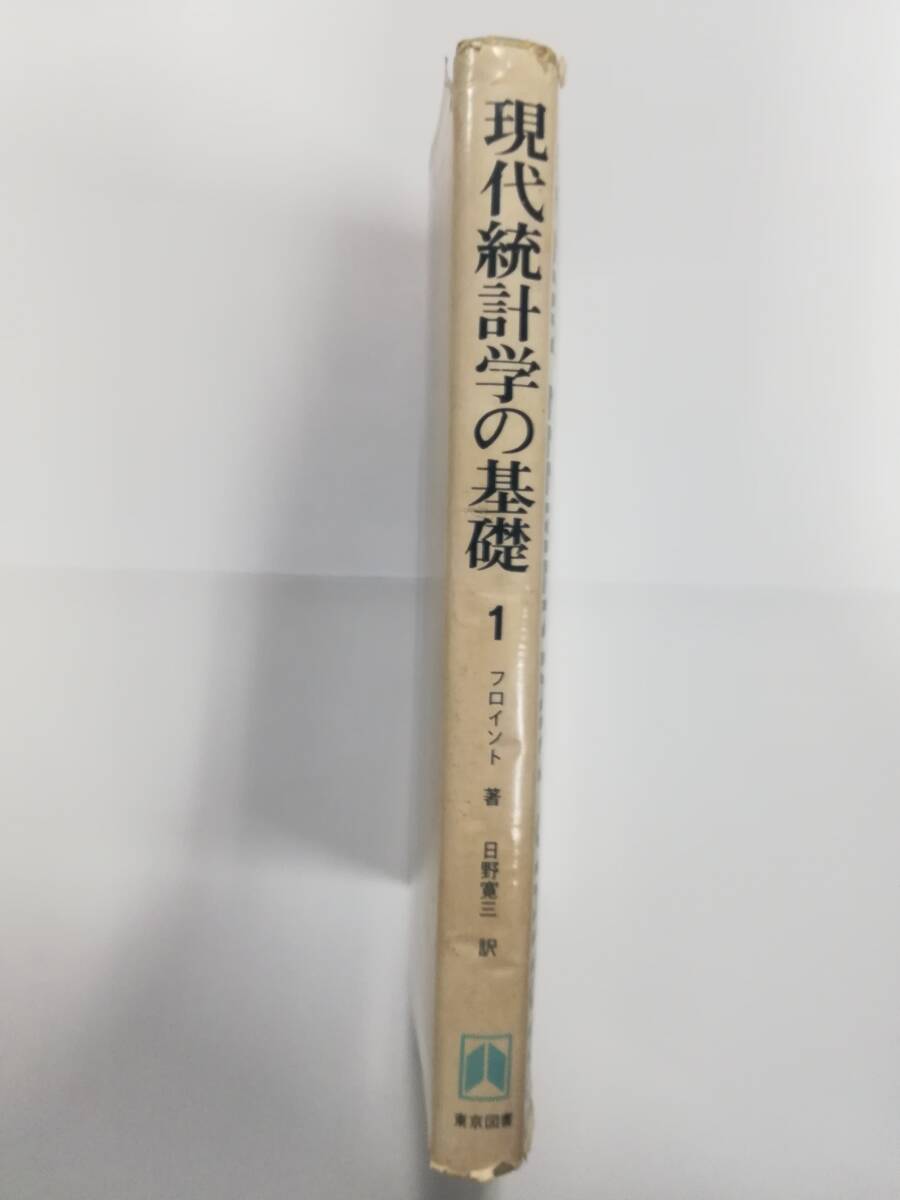 現代統計学の基礎 1
フロイント 著
日野寛三 訳
東京図書